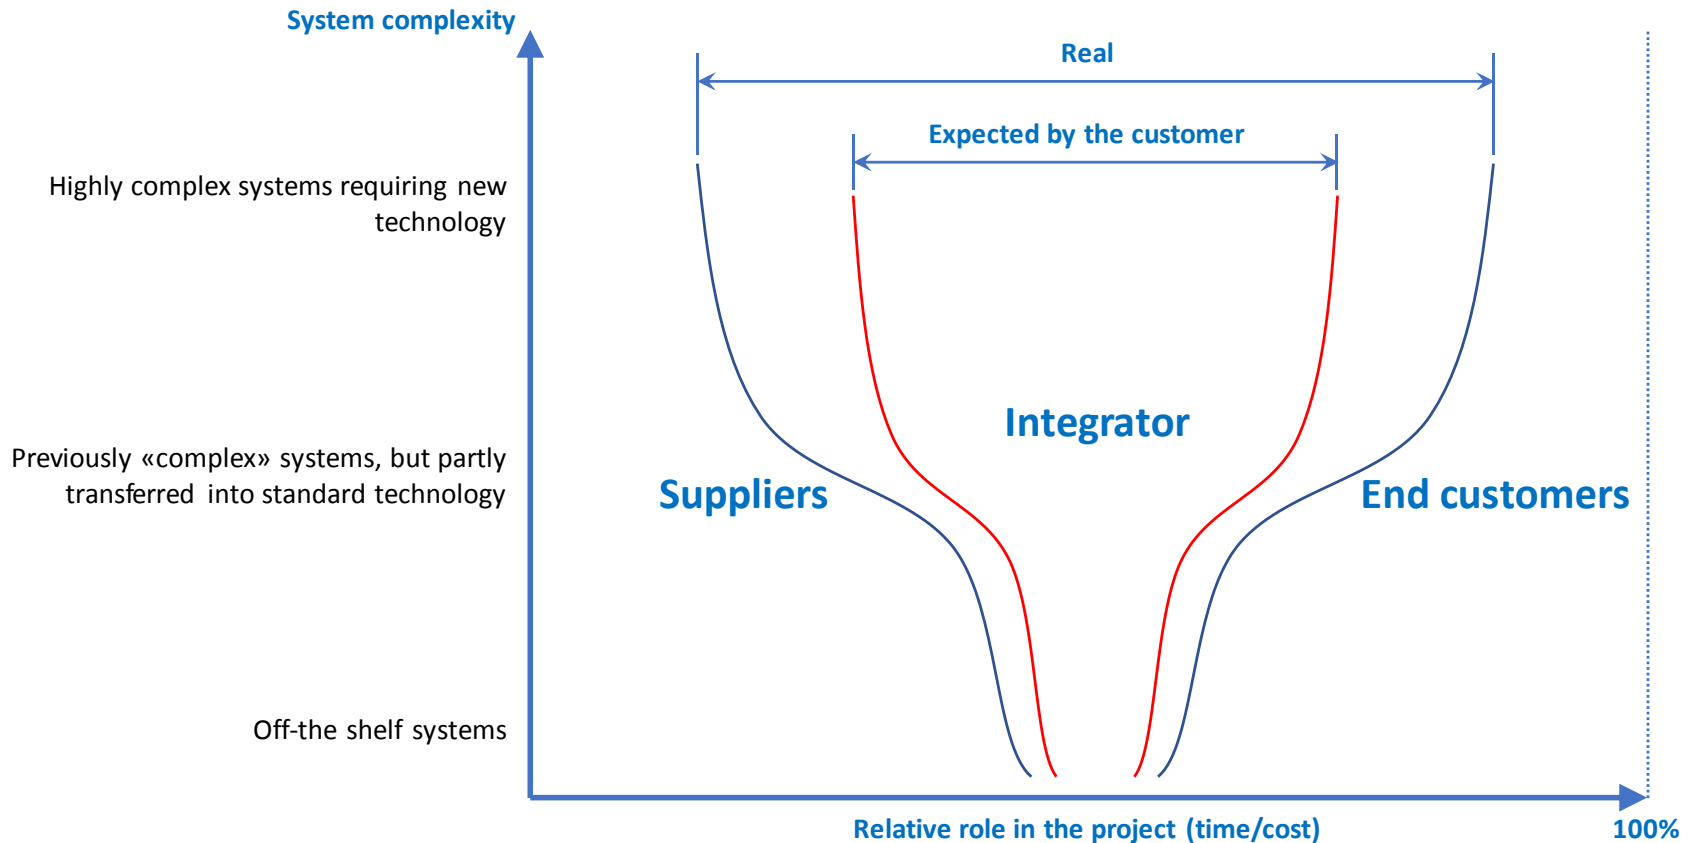 System complexity
Real
Expected by the customer
Highly complex systems requiring new
technology
Integrator
Previously «complex» systems, but partly
transferred into standard technology
Suppliers
End customers
Off-the shelf systems
Relative role in the project (time/cost)
100%